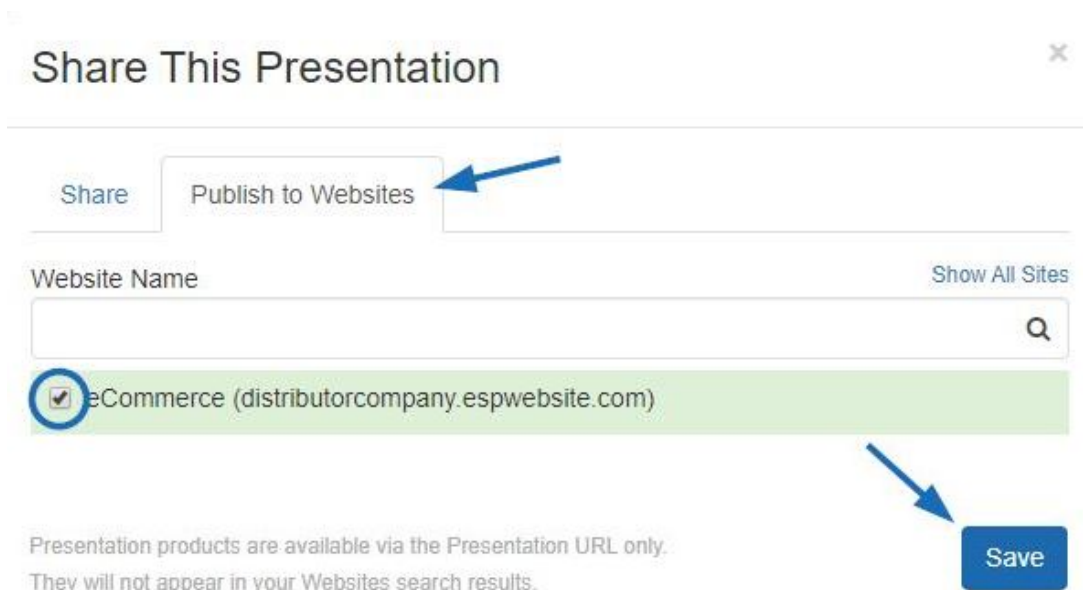 Share This Presentation
×
Share
Publish to Websites
Website Name
Show All Sites
eCommerce (distributorcompany.espwebsite.com)
Presentation products are available via the Presentation URL only.
They will not appear in your Websites search results.
Save